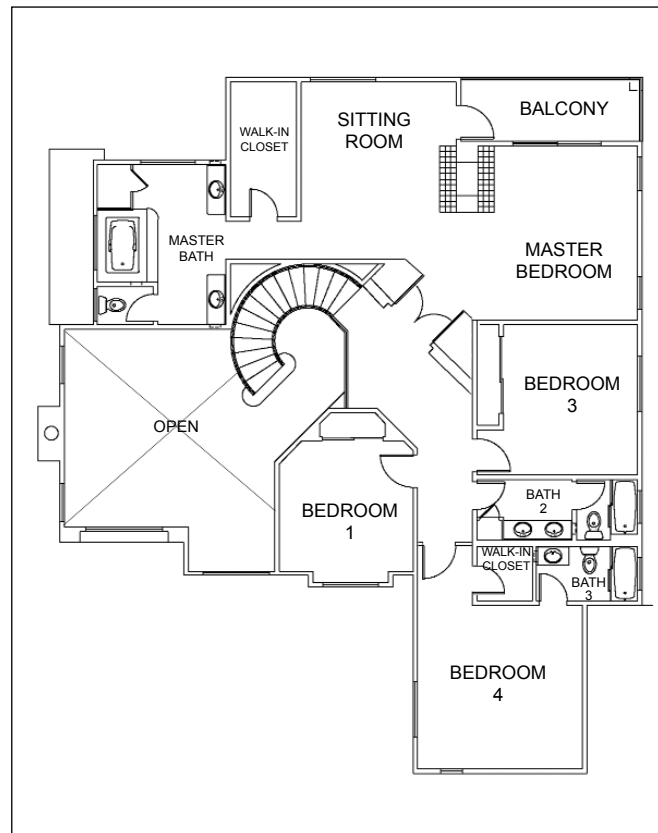 BALCONY
SITTING
ROOM
WALK-IN
CLOSET
MASTER
BATH
MASTER
BEDROOM
BEDROOM
3
OPEN
BEDROOM
1
BATH
2
WALK-IN
CLOSET
BATH
3
BEDROOM
4